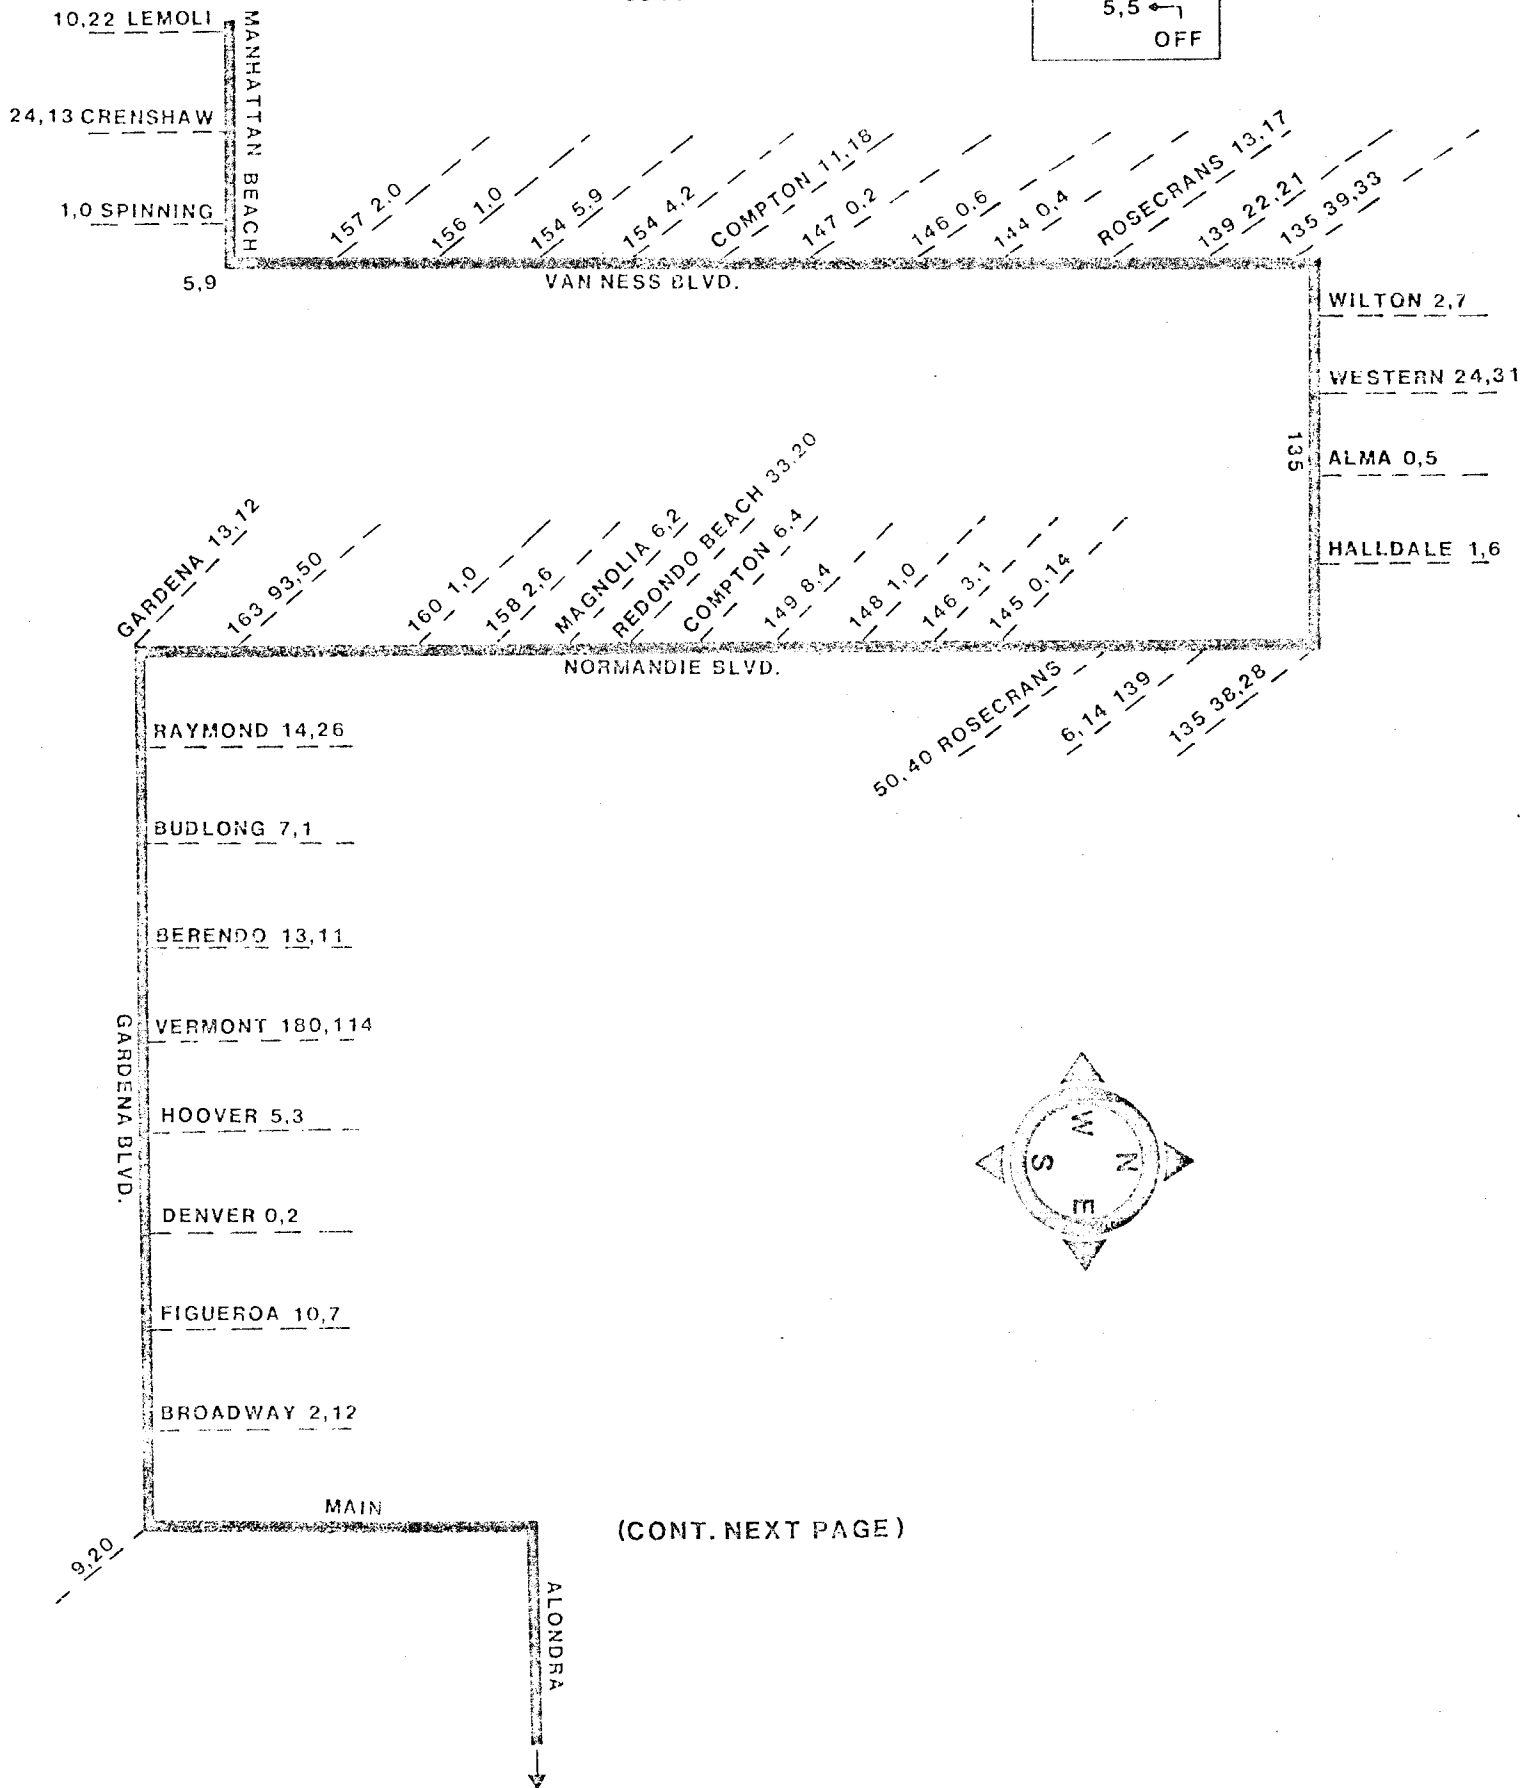 5,5
OFF
10,22 LEMOLI
MANHATTAN BEACH
24,13 CRENSHAW
1,0 SPINNING
5,9
157 2,0
156 1,0
154 5,9
154 4,2
COMPTON 11,18
147 0,2
146 0,6
144 0,4
ROSECRANS 13,17
139 22,21
135 39,33
VAN NESS BLVD.
WILTON 2,7
WESTERN 24,31
135
ALMA 0,5
HALLDALE 1,6
GARDENA 13,12
163 93,50
160 1,0
158 2,6
MAGNOLIA 6,2
REDONDO BEACH 33,20
COMPTON 6,4
149 8,4
148 1,0
146 3,1
145 0,14
NORMANDIE BLVD.
50,40 ROSECRANS
6,14 139
135 38,28
RAYMOND 14,26
BUDLONG 7,1
BERENDO 13,11
VERMONT 180,114
GARDENA BLVD.
HOOVER 5,3
DENVER 0,2
FIGUEROA 10,7
BROADWAY 2,12
W
S
N
E
MAIN
9,20
(CONT. NEXT PAGE)
ALONDRA